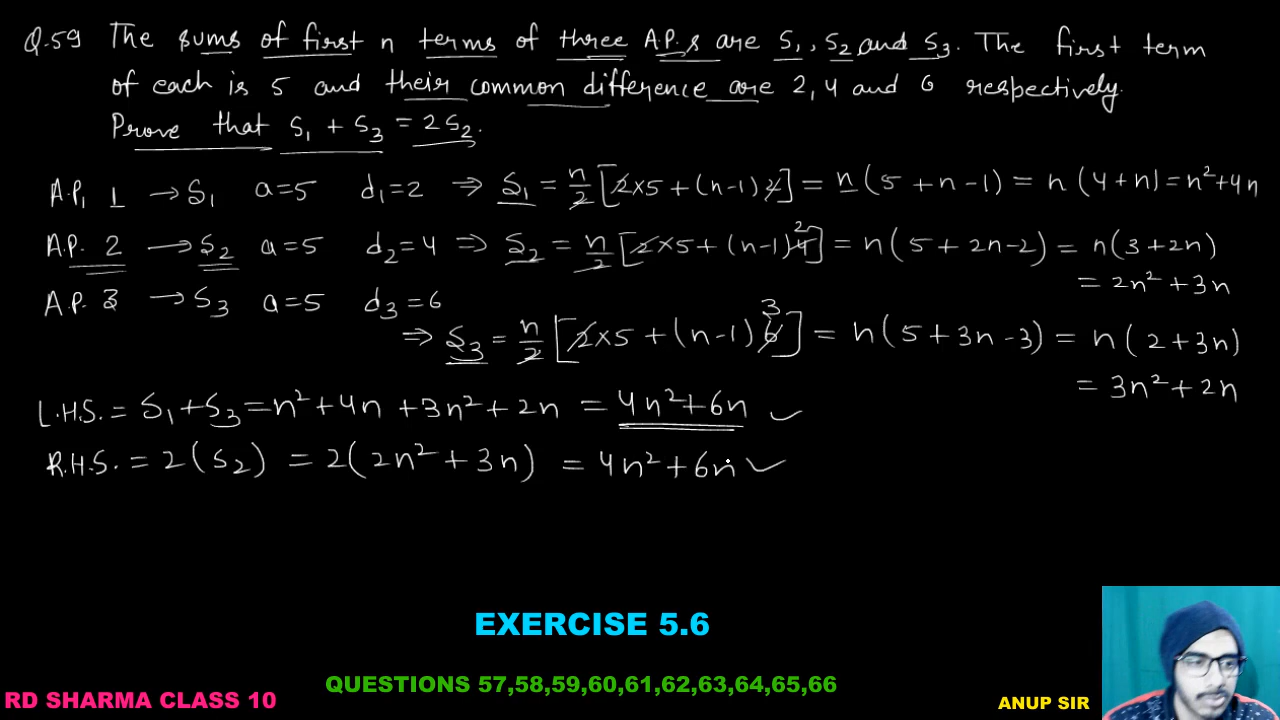 Q.59 The sums of first n terms of three A.P.s are S₁, S₂ and S₃. The first term
of each is 5 and their common difference are 2, 4 and 6 respectively.
Prove that S₁ + S₃ = 2S₂.
A.P. 1 → S₁ a=5 d₁=2 ⇒ S₁ = n/2 [2×5 + (n-1)2] = n(5 + n - 1) = n(4+n) = n²+4n
A.P. 2 → S₂ a=5 d₂=4 ⇒ S₂ = n/2 [2×5 + (n-1)4 2] = n(5 + 2n - 2) = n(3 + 2n)
= 2n² + 3n
A.P. 3 → S₃ a=5 d₃=6
⇒ S₃ = n/2 [2×5 + (n-1)6 3] = n(5 + 3n - 3) = n(2 + 3n)
= 3n² + 2n
L.H.S. = S₁+S₃ = n² + 4n + 3n² + 2n = 4n²+6n ✓
R.H.S. = 2(S₂) = 2(2n² + 3n) = 4n² + 6n ✓
EXERCISE 5.6
QUESTIONS 57,58,59,60,61,62,63,64,65,66
RD SHARMA CLASS 10
ANUP SIR